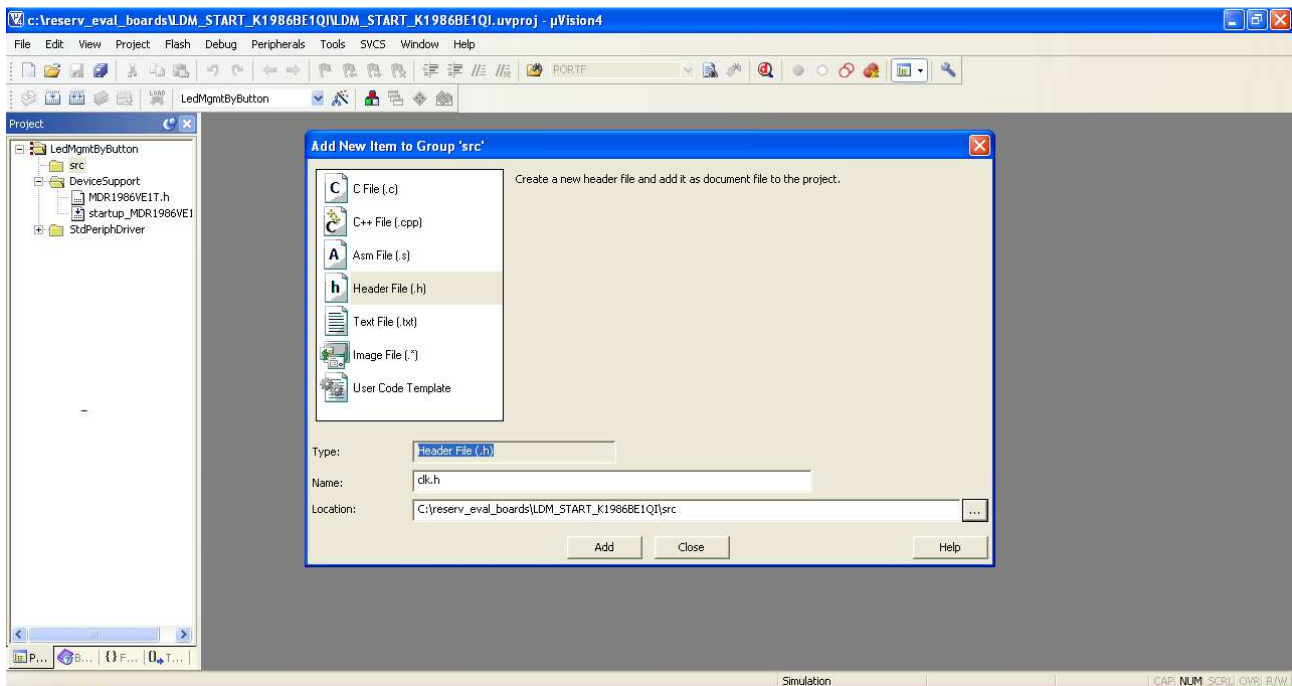 c:\reserv_eval_boards\LDM_START_K1986BE1QI\LDM_START_K1986BE1QI.uvproj - µVision4
File Edit View Project Flash Debug Peripherals Tools SVCS Window Help
PORTF
LOAD LedMgmtByButton
Project
LedMgmtByButton
src
DeviceSupport
MDR1986VE1T.h
startup_MDR1986VE1
StdPeriphDriver
Add New Item to Group 'src'
C File (.c)
C++ File (.cpp)
Asm File (.s)
Header File (.h)
Text File (.txt)
Image File (.*)
User Code Template
Create a new header file and add it as document file to the project.
Type: Header File (.h)
Name: clk.h
Location: C:\reserv_eval_boards\LDM_START_K1986BE1QI\src ...
Add Close Help
P... B... {} F... 0 T...
Simulation CAP NUM SCRL OVR R/W